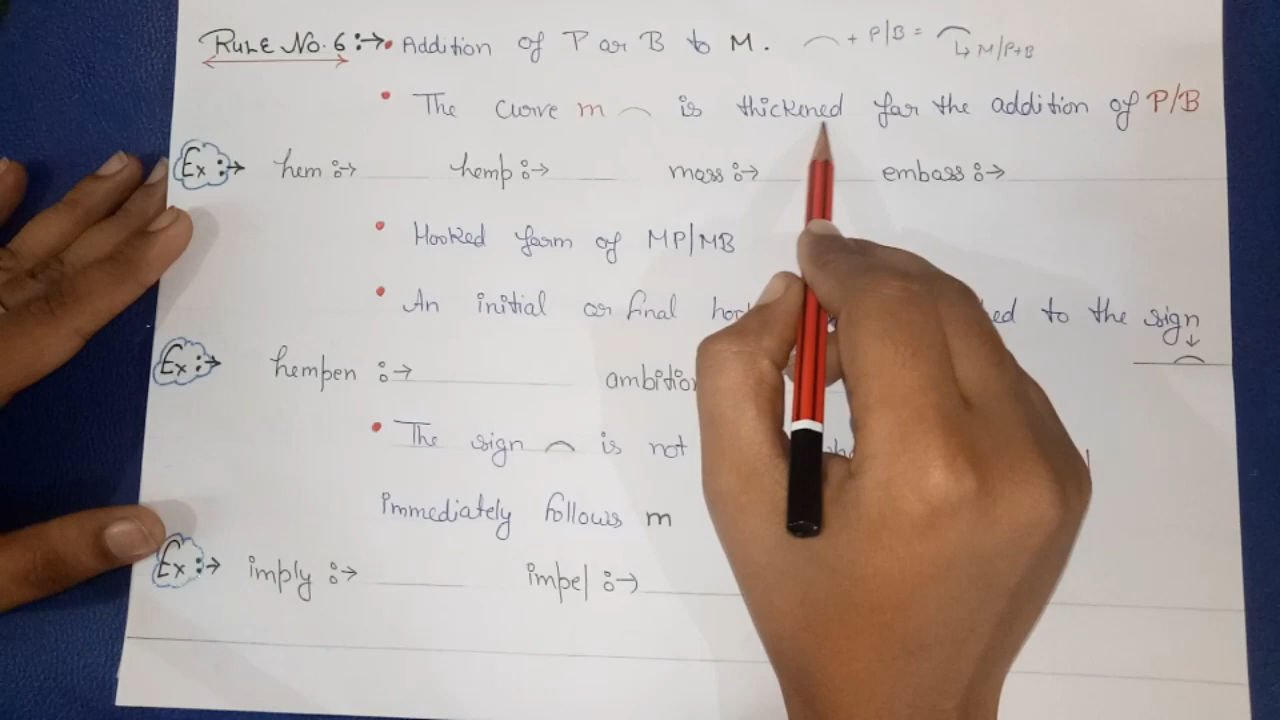 RULE No. 6 :→ • Addition of P or B to M. ⌒ + P/B = ⌒
↳ M/P+B
• The curve m ⌒ is thickened for the addition of P/B
Ex :→ hem :→ hemp :→ mass :→ embass :→
• Hooked form of MP/MB
• An initial or final ed to the sign
Ex :→ hempen :→
• The sign ⌒ is not
immediately follows m
Ex :→ imply :→ impel :→